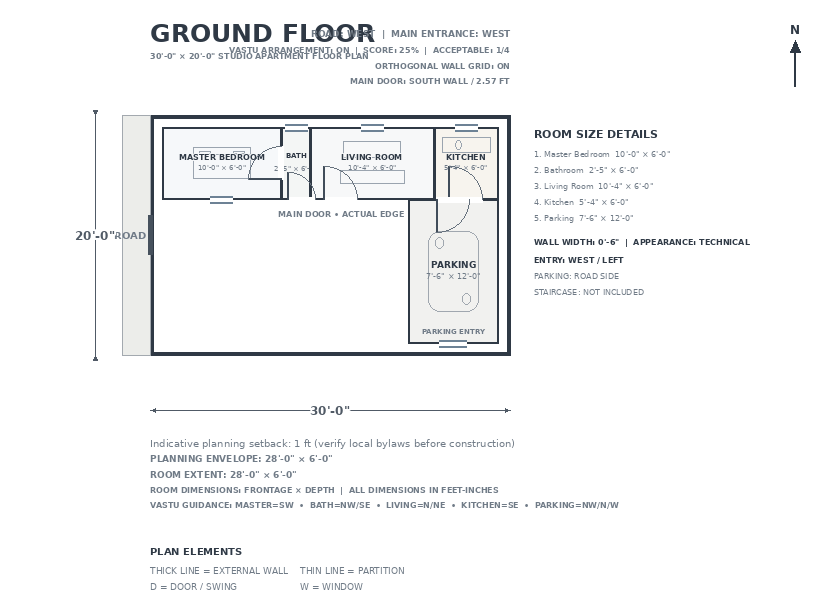 GROUND FLOOR
ROAD: WEST | MAIN ENTRANCE: WEST
VASTU ARRANGEMENT: ON | SCORE: 25% | ACCEPTABLE: 1/4
30'-0" × 20'-0" STUDIO APARTMENT FLOOR PLAN
ORTHOGONAL WALL GRID: ON
MAIN DOOR: SOUTH WALL / 2.57 FT
N
MASTER BEDROOM
10'-0" × 6'-0"
BATH
2'-5" × 6'-
LIVING ROOM
10'-4" × 6'-0"
KITCHEN
5'-4" × 6'-0"
MAIN DOOR • ACTUAL EDGE
20'-0"
ROAD
PARKING
7'-6" × 12'-0"
PARKING ENTRY
30'-0"
ROOM SIZE DETAILS
1. Master Bedroom 10'-0" × 6'-0"
2. Bathroom 2'-5" × 6'-0"
3. Living Room 10'-4" × 6'-0"
4. Kitchen 5'-4" × 6'-0"
5. Parking 7'-6" × 12'-0"
WALL WIDTH: 0'-6" | APPEARANCE: TECHNICAL
ENTRY: WEST / LEFT
PARKING: ROAD SIDE
STAIRCASE: NOT INCLUDED
Indicative planning setback: 1 ft (verify local bylaws before construction)
PLANNING ENVELOPE: 28'-0" × 6'-0"
ROOM EXTENT: 28'-0" × 6'-0"
ROOM DIMENSIONS: FRONTAGE × DEPTH | ALL DIMENSIONS IN FEET-INCHES
VASTU GUIDANCE: MASTER=SW • BATH=NW/SE • LIVING=N/NE • KITCHEN=SE • PARKING=NW/N/W
PLAN ELEMENTS
THICK LINE = EXTERNAL WALL THIN LINE = PARTITION
D = DOOR / SWING W = WINDOW